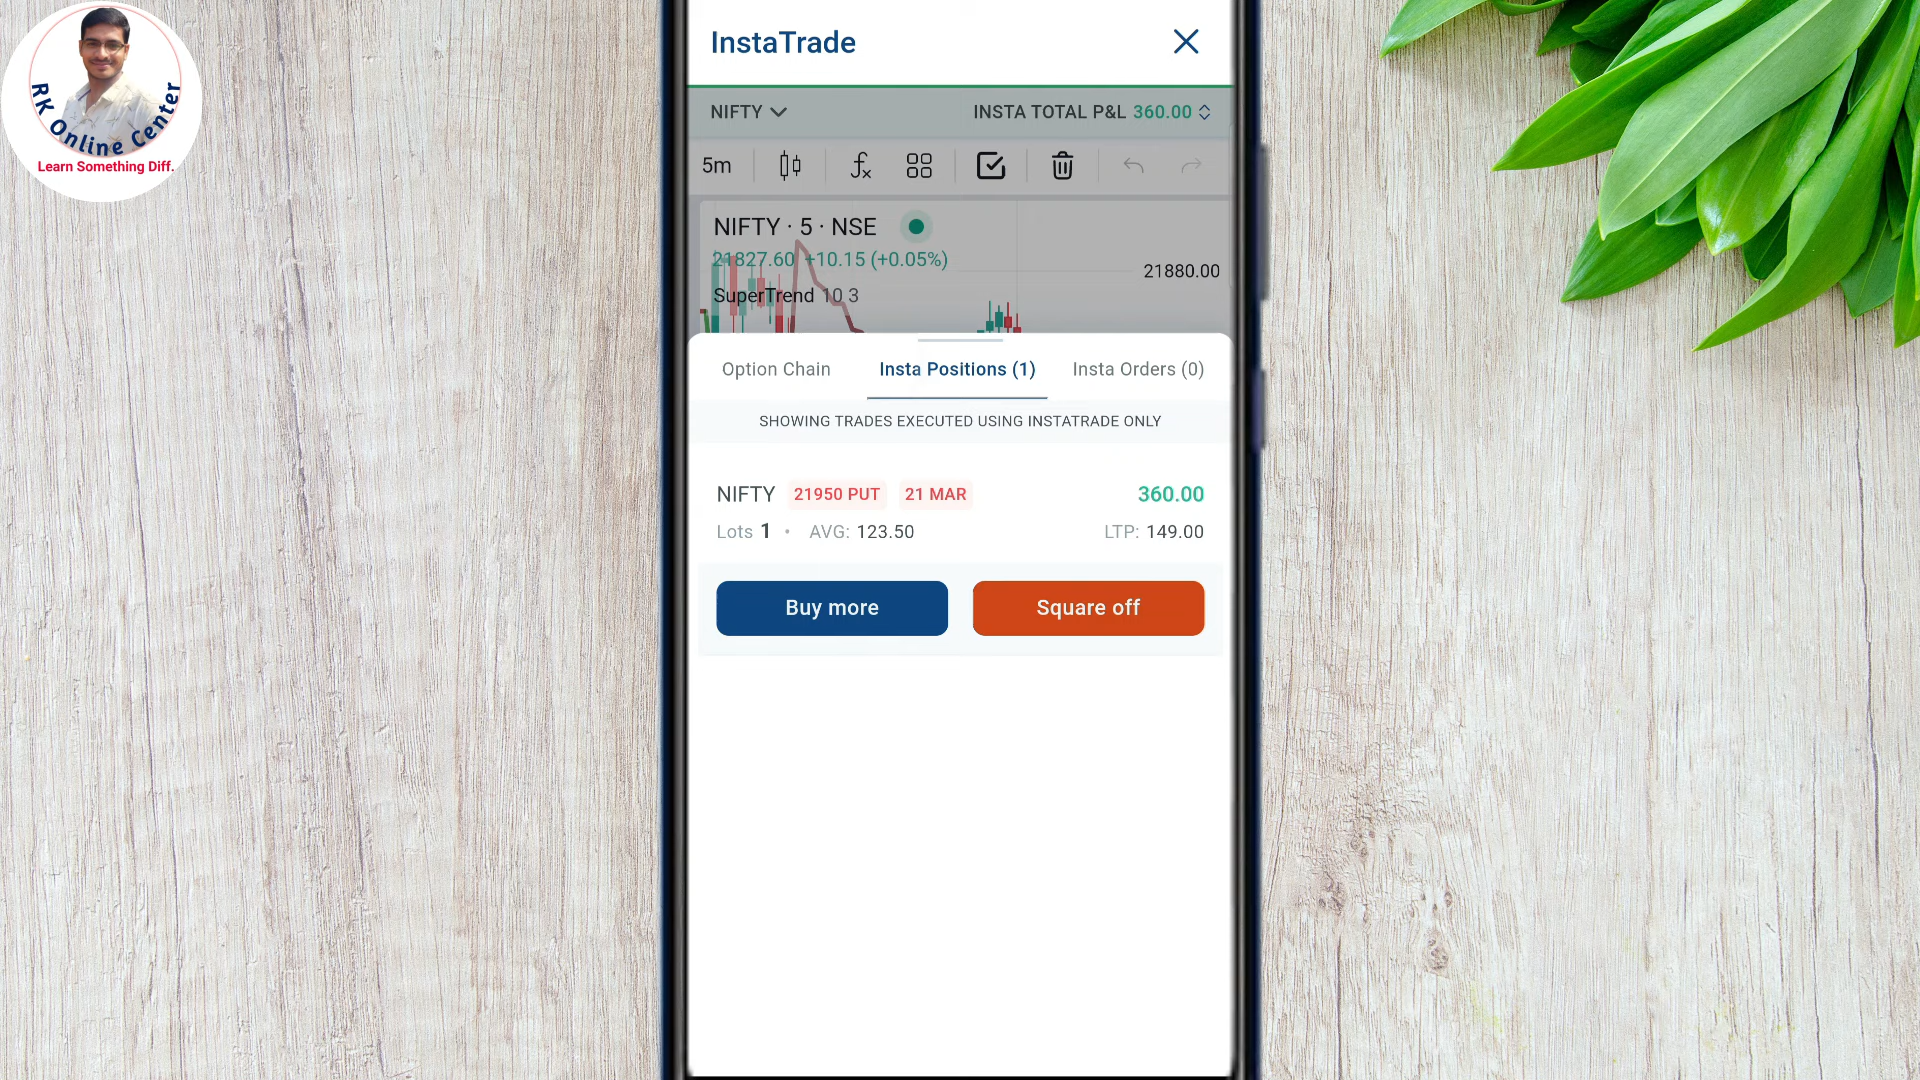 RK Online Center
Learn Something Diff.
InstaTrade
NIFTY INSTA TOTAL P&L 360.00
5m
NIFTY · 5 · NSE
21827.60 +10.15 (+0.05%)
21880.00
SuperTrend 10 3
Option Chain Insta Positions (1) Insta Orders (0)
SHOWING TRADES EXECUTED USING INSTATRADE ONLY
NIFTY 21950 PUT 21 MAR 360.00
Lots 1 • AVG: 123.50 LTP: 149.00
Buy more Square off